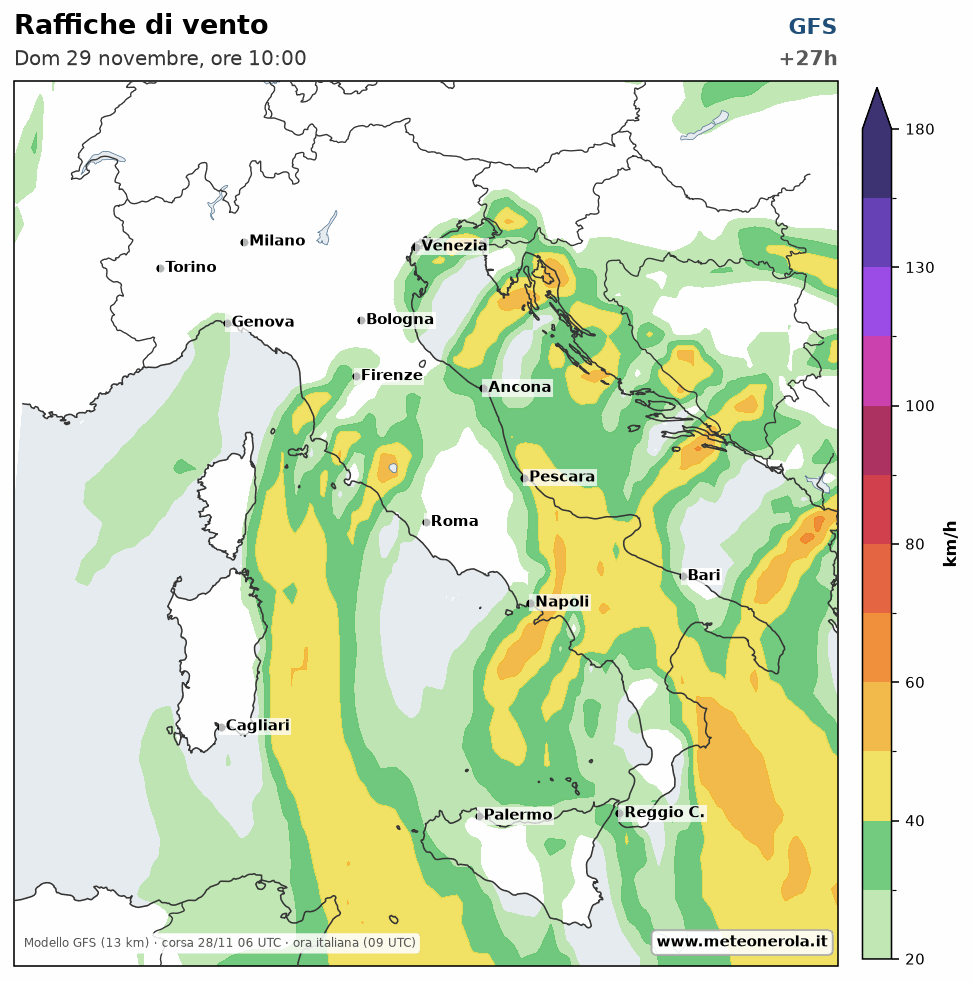 Raffiche di vento
GFS
Dom 29 novembre, ore 10:00
+27h
180
130
100
80
60
40
20
km/h
Milano
Venezia
Torino
Genova
Bologna
Firenze
Ancona
Pescara
Roma
Bari
Napoli
Cagliari
Palermo
Reggio C.
Modello GFS (13 km) · corsa 28/11 06 UTC · ora italiana (09 UTC)
www.meteonerola.it